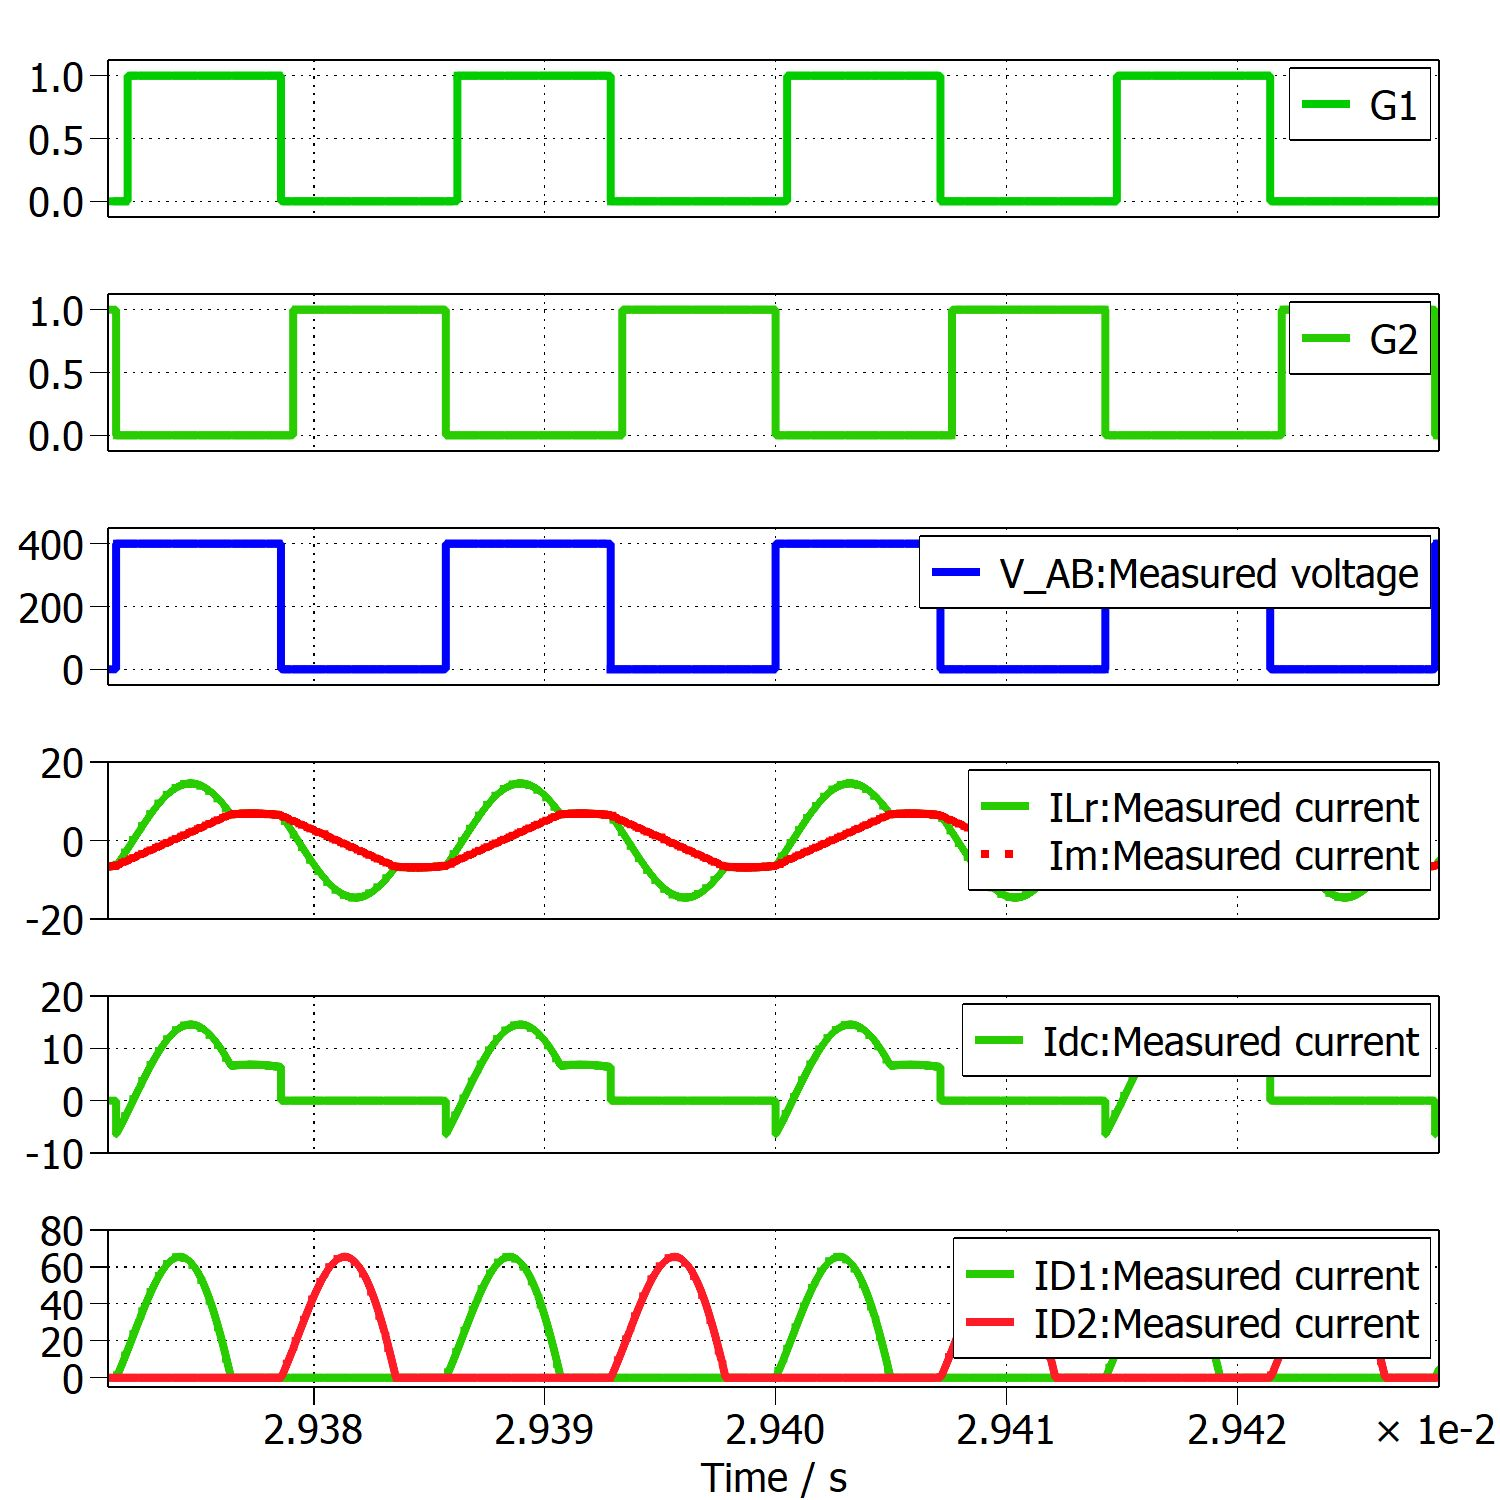 1.0
0.5
0.0
G1
1.0
0.5
0.0
G2
400
200
0
V_AB:Measured voltage
20
0
-20
ILr:Measured current
Im:Measured current
20
10
0
-10
Idc:Measured current
80
60
40
20
0
ID1:Measured current
ID2:Measured current
2.938 2.939 2.940 2.941 2.942 × 1e-2
Time / s